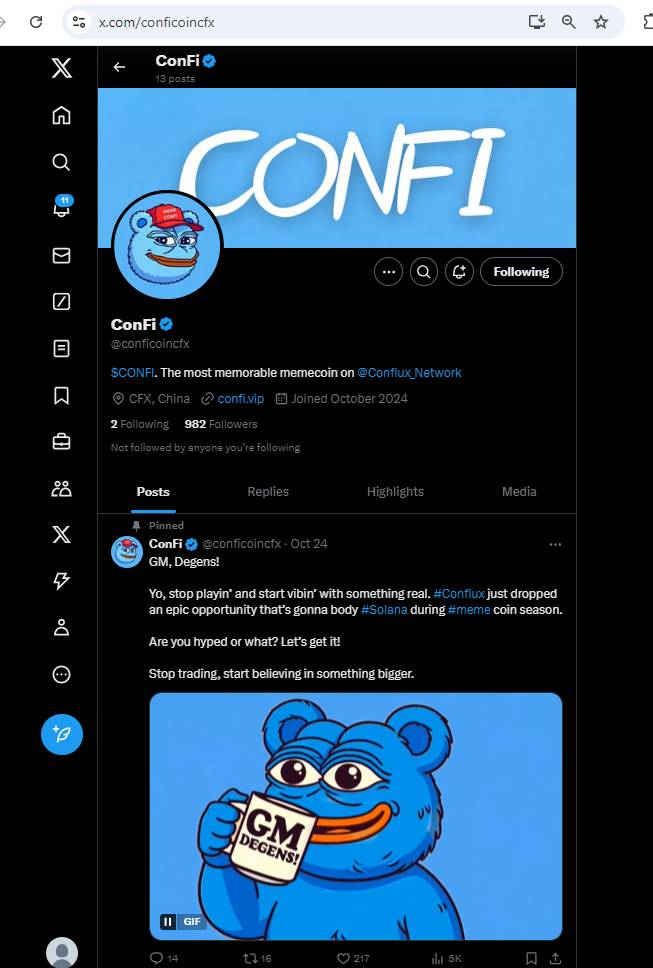 x.com/conficoincfx
ConFi
13 posts
CONFI
11
MEME
CONFI
Following
ConFi
@conficoincfx
$CONFI. The most memorable memecoin on @Conflux_Network
CFX, China confi.vip Joined October 2024
2 Following 982 Followers
Not followed by anyone you're following
Posts Replies Highlights Media
Pinned
ConFi @conficoincfx · Oct 24
GM, Degens!
Yo, stop playin' and start vibin' with something real. #Conflux just dropped
an epic opportunity that's gonna body #Solana during #meme coin season.
Are you hyped or what? Let's get it!
Stop trading, start believing in something bigger.
GM
DEGENS!
GIF
14 16 217 5K